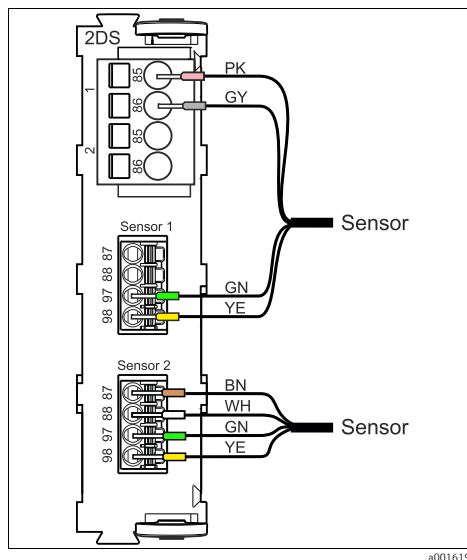 2DS
1
85
PK
86
GY
2
85
86
Sensor
Sensor 1
87
88
97
GN
98
YE
Sensor 2
87
BN
88
WH
97
GN
Sensor
98
YE